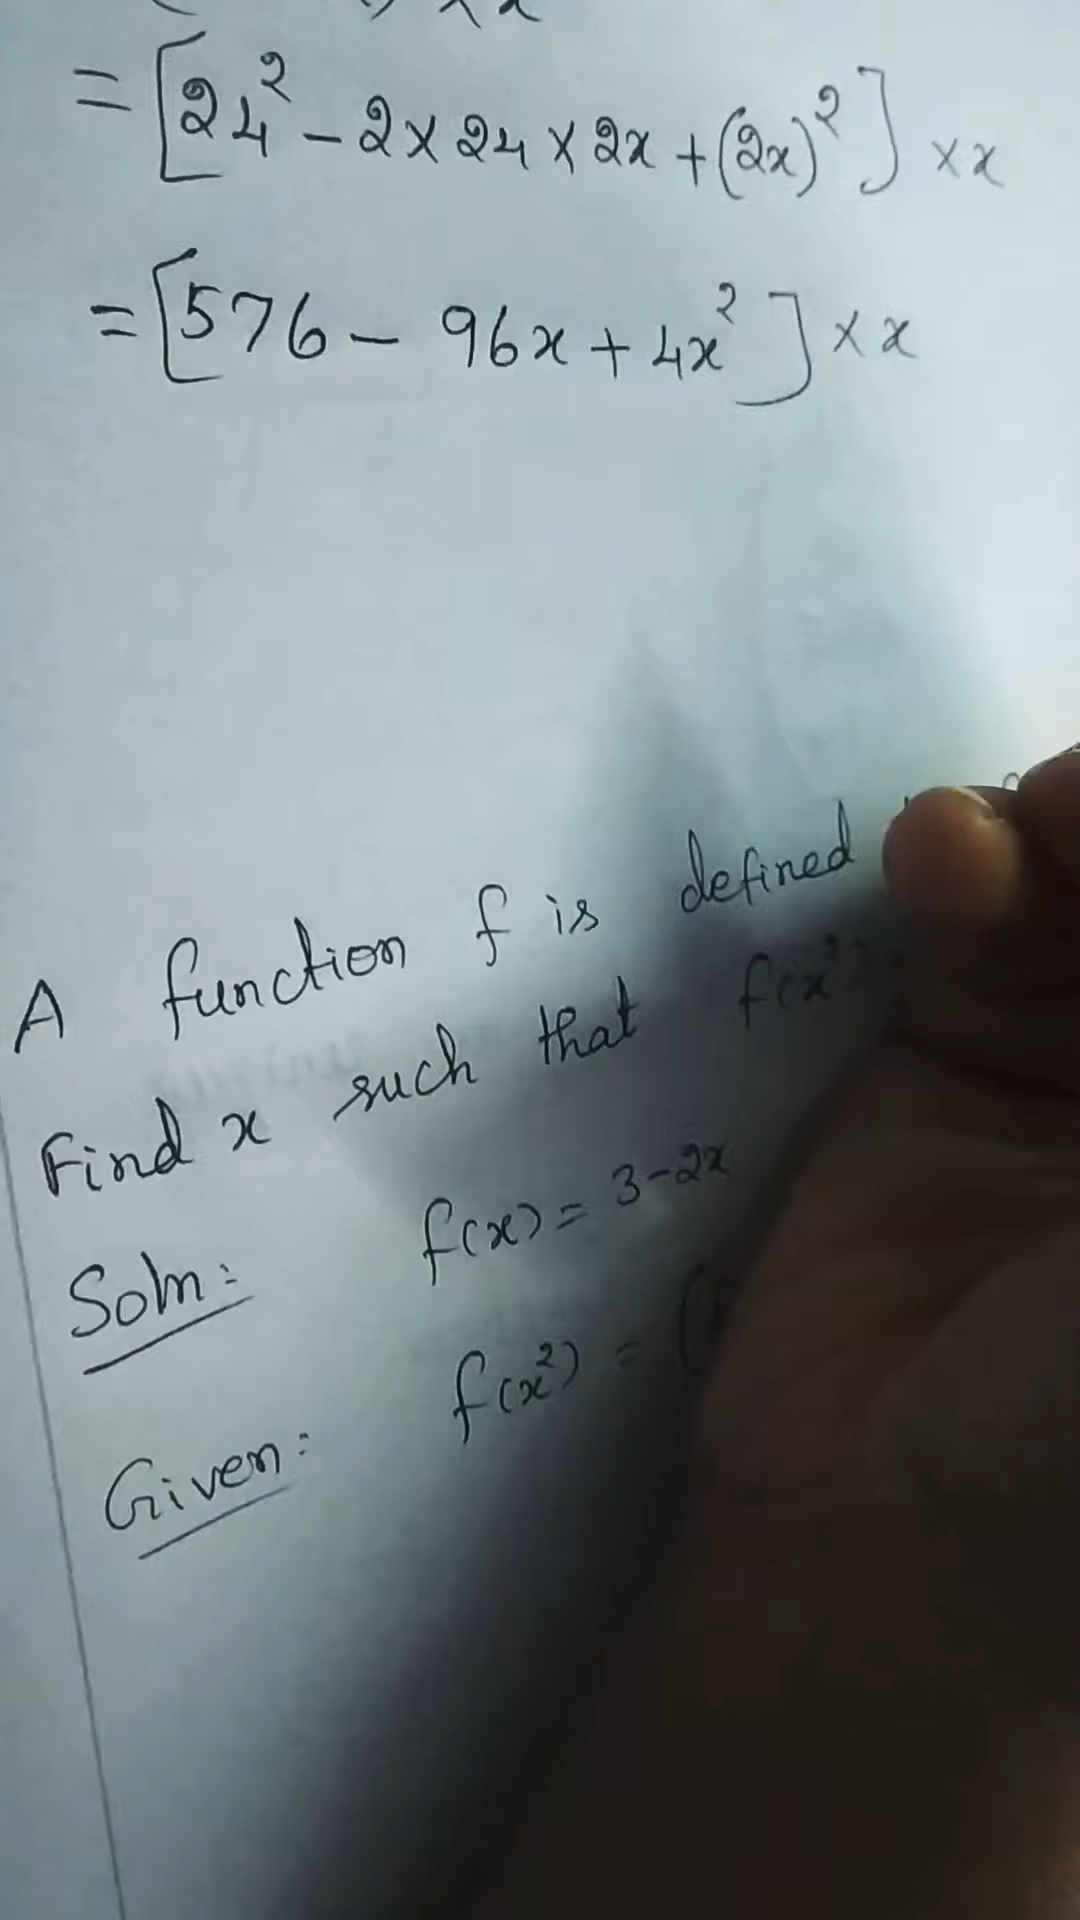 = [24² - 2 × 24 × 2x + (2x)²] × x
= [576 - 96x + 4x²] × x
A function f is defined
Find x such that f(x²)
Soln: f(x) = 3-2x
Given: f(x²) =